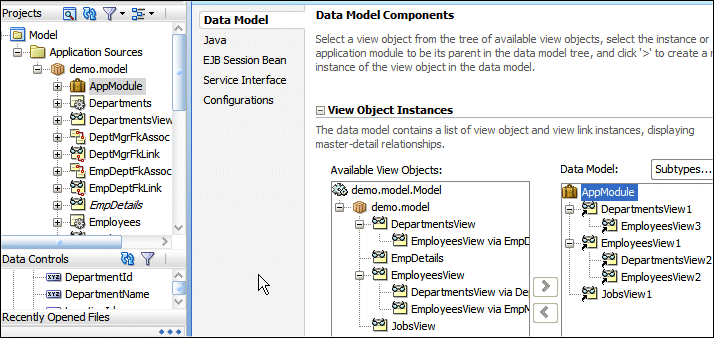 Projects
Model
Application Sources
demo.model
AppModule
Departments
DepartmentsView
DeptMgrFkAssoc
DeptMgrFkLink
EmpDeptFkAssoc
EmpDeptFkLink
EmpDetails
Employees
Data Controls
DepartmentId
DepartmentName
Recently Opened Files
Data Model
Java
EJB Session Bean
Service Interface
Configurations
Data Model Components
Select a view object from the tree of available view objects, select the instance or
application module to be its parent in the data model tree, and click '>' to create a
instance of the view object in the data model.
View Object Instances
The data model contains a list of view object and view link instances, displaying
master-detail relationships.
Available View Objects:
demo.model.Model
demo.model
DepartmentsView
EmployeesView via EmpD
EmpDetails
EmployeesView
DepartmentsView via De
EmployeesView via EmpM
JobsView
Data Model:
Subtypes...
AppModule
DepartmentsView1
EmployeesView3
EmployeesView1
DepartmentsView2
EmployeesView2
JobsView1